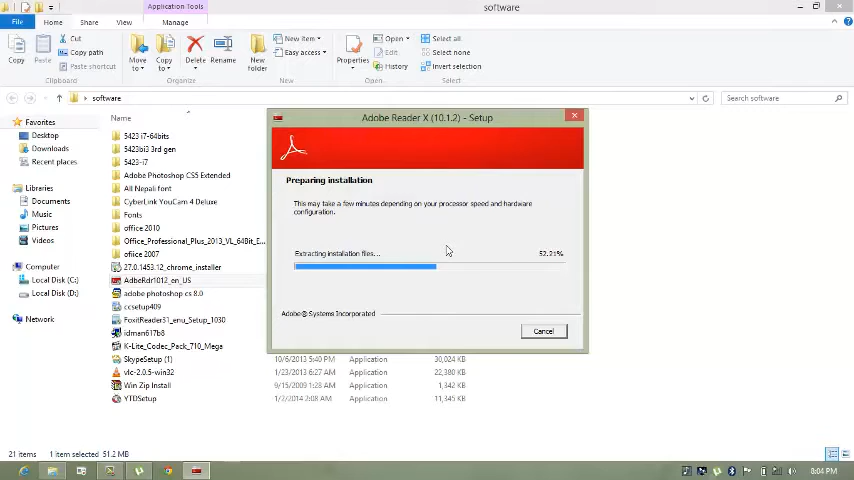 Application Tools
software
File
Home
Share
View
Manage
Copy
Paste
Cut
Copy path
Paste shortcut
Clipboard
Move to
Copy to
Delete
Rename
Organize
New folder
New item
Easy access
New
Properties
Open
Edit
History
Open
Select all
Select none
Invert selection
Select
software
Search software
Favorites
Desktop
Downloads
Recent places
Libraries
Documents
Music
Pictures
Videos
Computer
Local Disk (C:)
Local Disk (D:)
Network
Name
5423 i7-64bits
5423bi3 3rd gen
5423-i7
Adobe Photoshop CS5 Extended
All Nepali font
CyberLink YouCam 4 Deluxe
Fonts
office 2010
Office_Professional_Plus_2013_VL_64Bit_E...
ofiice 2007
27.0.1453.12_chrome_installer
AdbeRdr1012_en_US
adobe photoshop cs 8.0
ccsetup409
FoxitReader31_enu_Setup_1030
idman617b8
K-Lite_Codec_Pack_720_Mega
SkypeSetup (1) 10/6/2013 5:40 PM Application 30,024 KB
vlc-2.0.5-win32 1/23/2013 6:27 AM Application 22,380 KB
Win Zip Install 9/15/2009 1:28 AM Application 1,342 KB
YTDSetup 1/2/2014 2:08 AM Application 11,345 KB
Adobe Reader X (10.1.2) - Setup
Preparing installation
This may take a few minutes depending on your processor speed and hardware
configuration.
Extracting installation files... 52.21%
Adobe® Systems Incorporated
Cancel
21 items 1 item selected 51.2 MB
8:04 PM